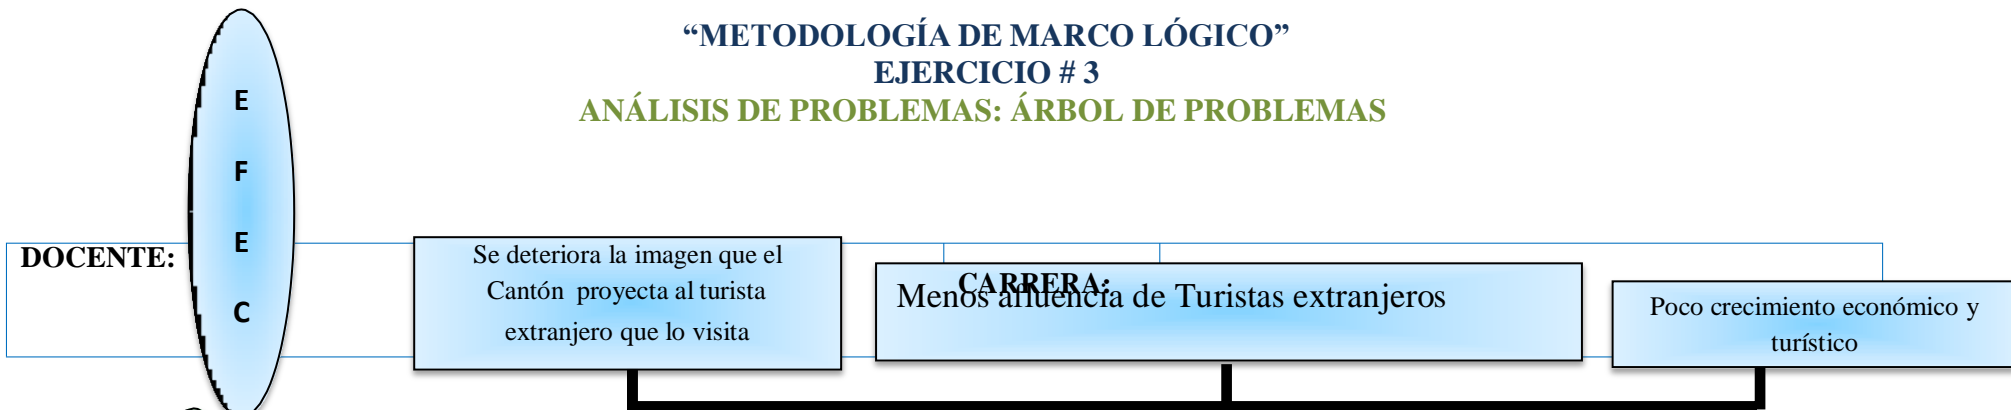 “METODOLOGÍA DE MARCO LÓGICO”
EJERCICIO # 3
ANÁLISIS DE PROBLEMAS: ÁRBOL DE PROBLEMAS
E
F
E
C
DOCENTE:
Se deteriora la imagen que el
Cantón proyecta al turista
extranjero que lo visita
CARRERA:
Menos afluencia de Turistas extranjeros
Poco crecimiento económico y
turístico